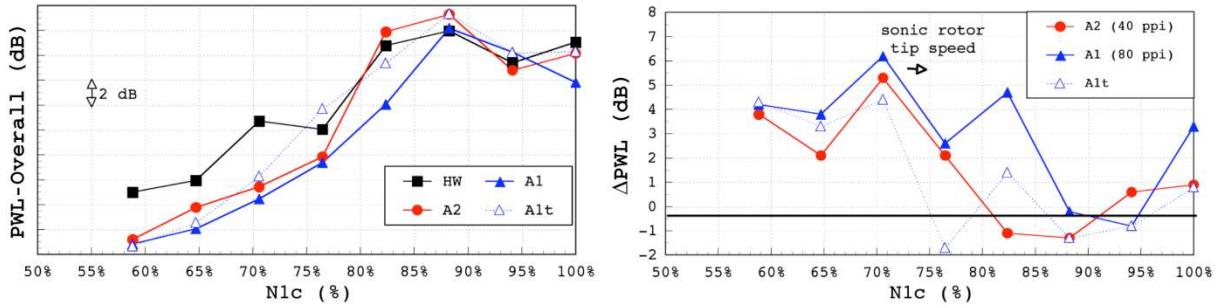 PWL-Overall (dB)
2 dB
HW
A1
A2
A1t
50% 55% 60% 65% 70% 75% 80% 85% 90% 95% 100%
N1c (%)
ΔPWL (dB)
8
7
6
5
4
3
2
1
0
-1
-2
sonic rotor
tip speed
A2 (40 ppi)
A1 (80 ppi)
A1t
50% 55% 60% 65% 70% 75% 80% 85% 90% 95% 100%
N1c (%)